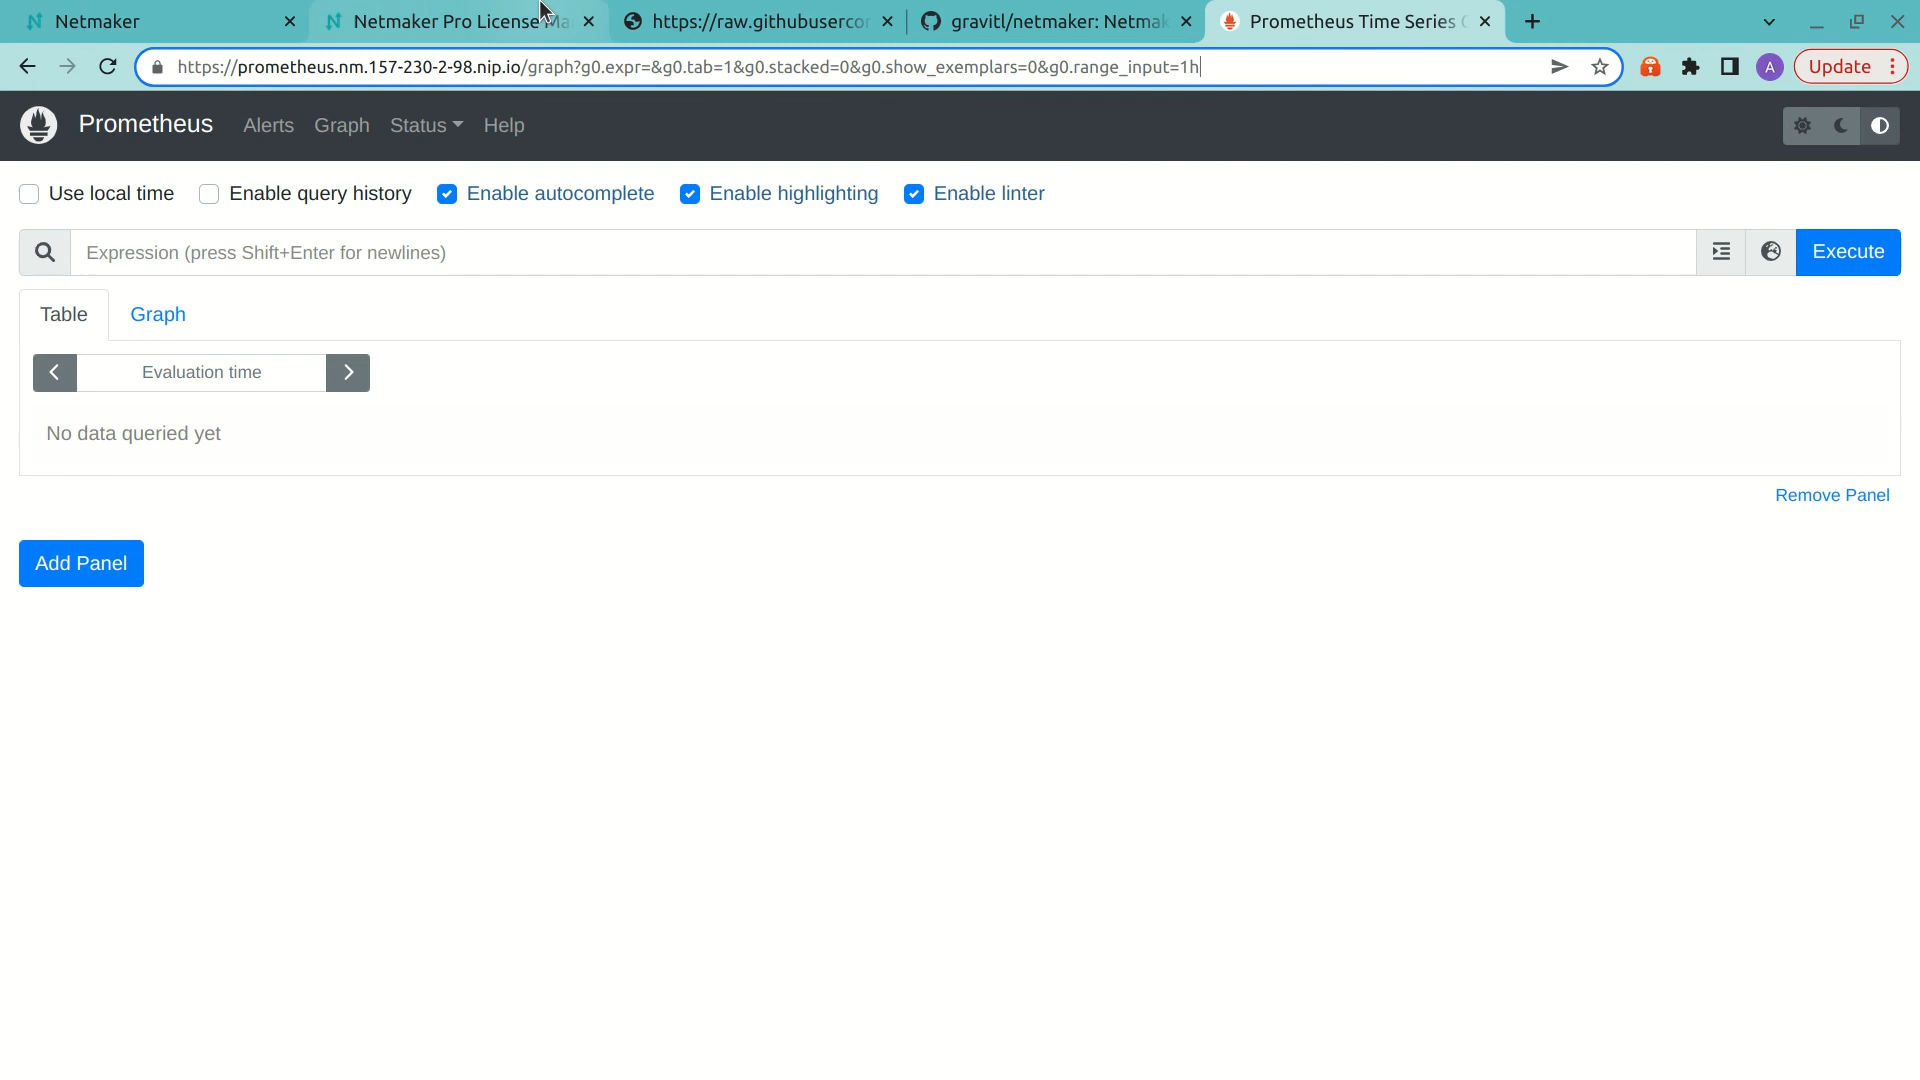 Netmaker
Netmaker Pro License Ma
https://raw.githubusercor
gravitl/netmaker: Netmak
Prometheus Time Series C
https://prometheus.nm.157-230-2-98.nip.io/graph?g0.expr=&g0.tab=1&g0.stacked=0&g0.show_exemplars=0&g0.range_input=1h
A
Update
Prometheus
Alerts
Graph
Status
Help
Use local time
Enable query history
Enable autocomplete
Enable highlighting
Enable linter
Expression (press Shift+Enter for newlines)
Execute
Table
Graph
Evaluation time
No data queried yet
Remove Panel
Add Panel